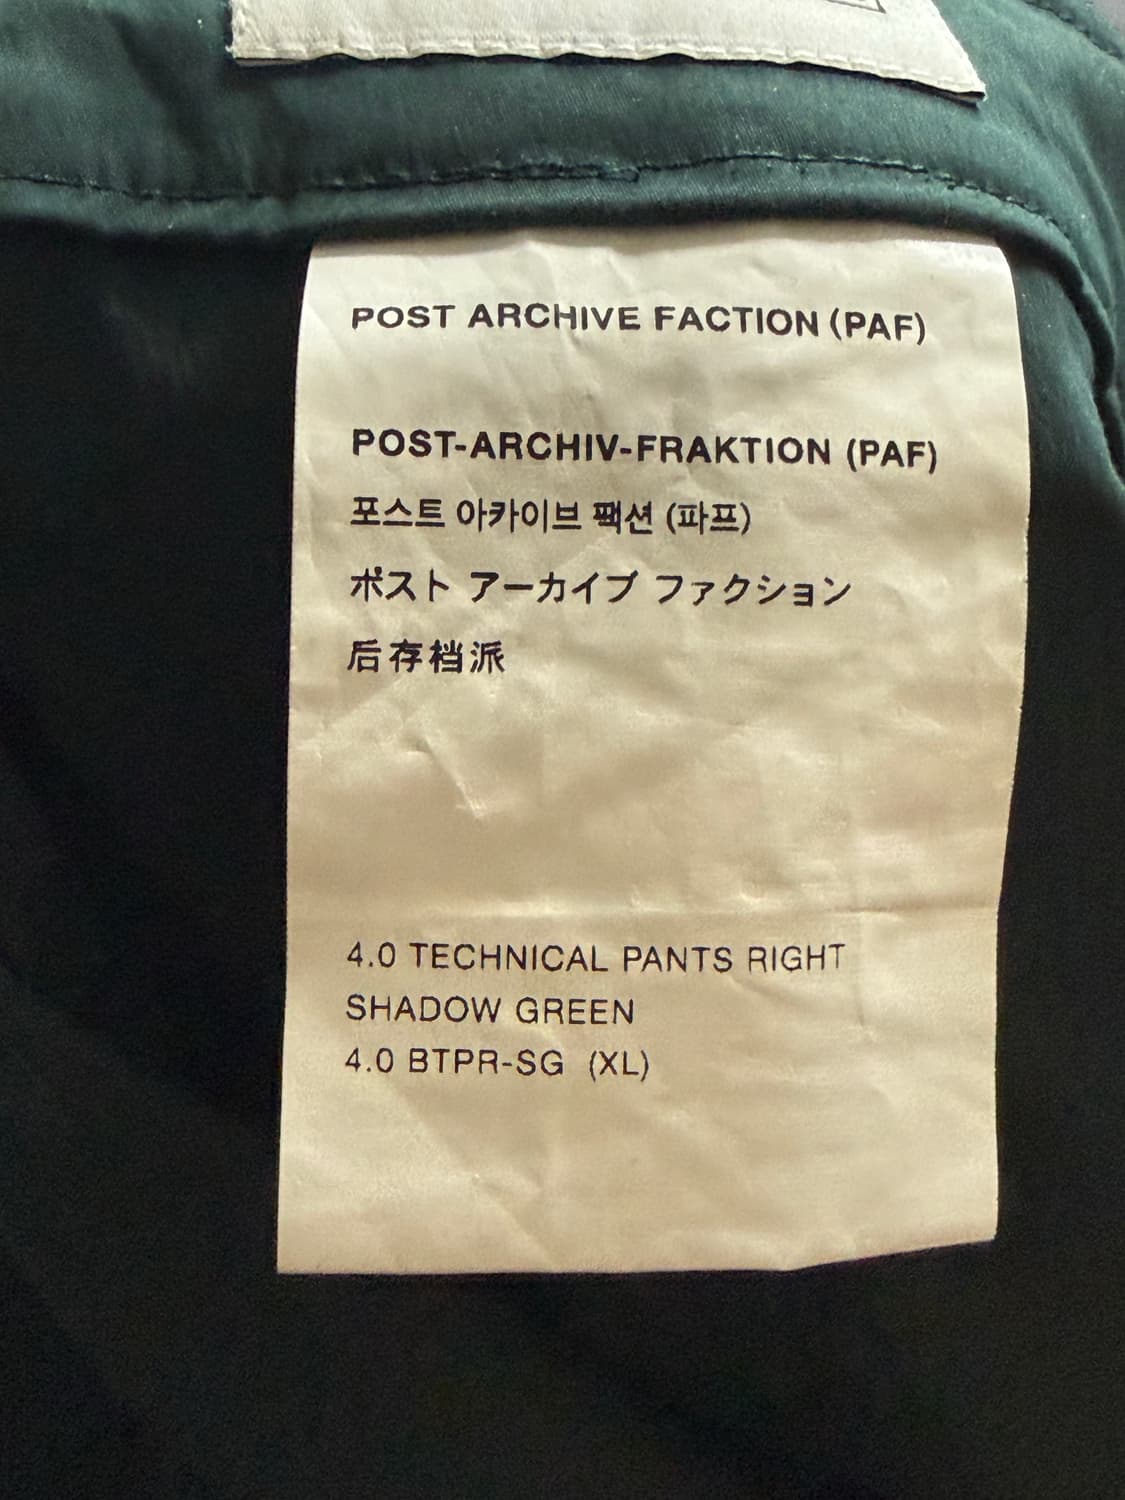 POST ARCHIVE FACTION (PAF)
POST-ARCHIV-FRAKTION (PAF)
포스트 아카이브 팩션 (파프)
ポスト アーカイブ ファクション
后存档派
4.0 TECHNICAL PANTS RIGHT
SHADOW GREEN
4.0 BTPR-SG (XL)